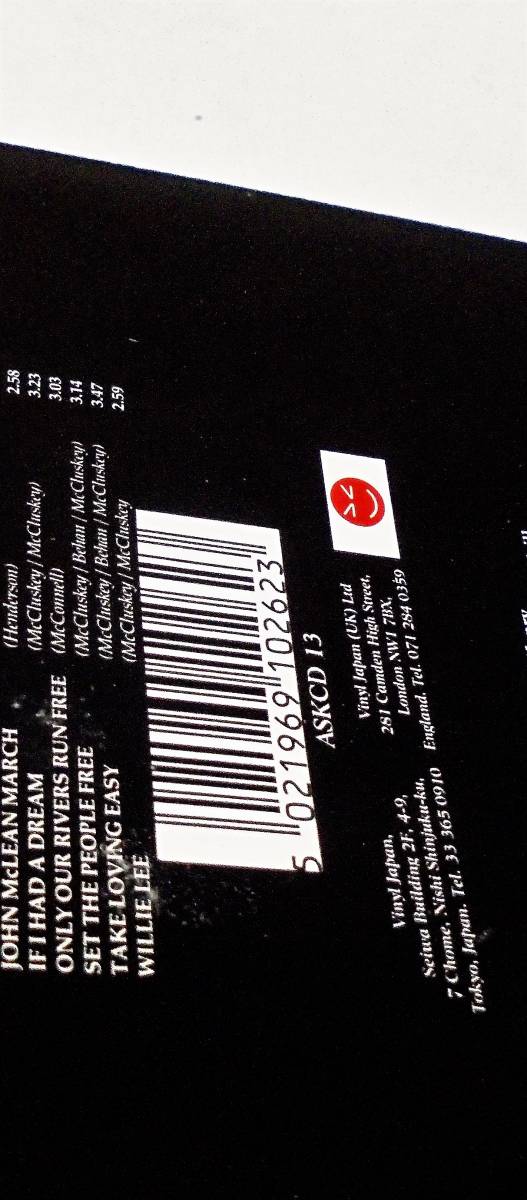 JOHN McLEAN MARCH (Henderson) 2.58
IF I HAD A DREAM (McCluskey / McCluskey) 3.23
ONLY OUR RIVERS RUN FREE (McConnell) 3.03
SET THE PEOPLE FREE (McCluskey / Behan / McCluskey) 3.14
TAKE LOVING EASY (McCluskey / Behan / McCluskey) 3.47
WILLIE LEE (McCluskey / McCluskey 2.59
5 021969 102623
ASKCD 13
Vinyl Japan,
Seiwa Building 2F, 4-9,
7 Chome, Nishi Shinjuku-ku,
Tokyo, Japan. Tel. 33 365 0910
Vinyl Japan (UK) Ltd
281 Camden High Street,
London NW1 7BX,
England. Tel. 071 284 0359